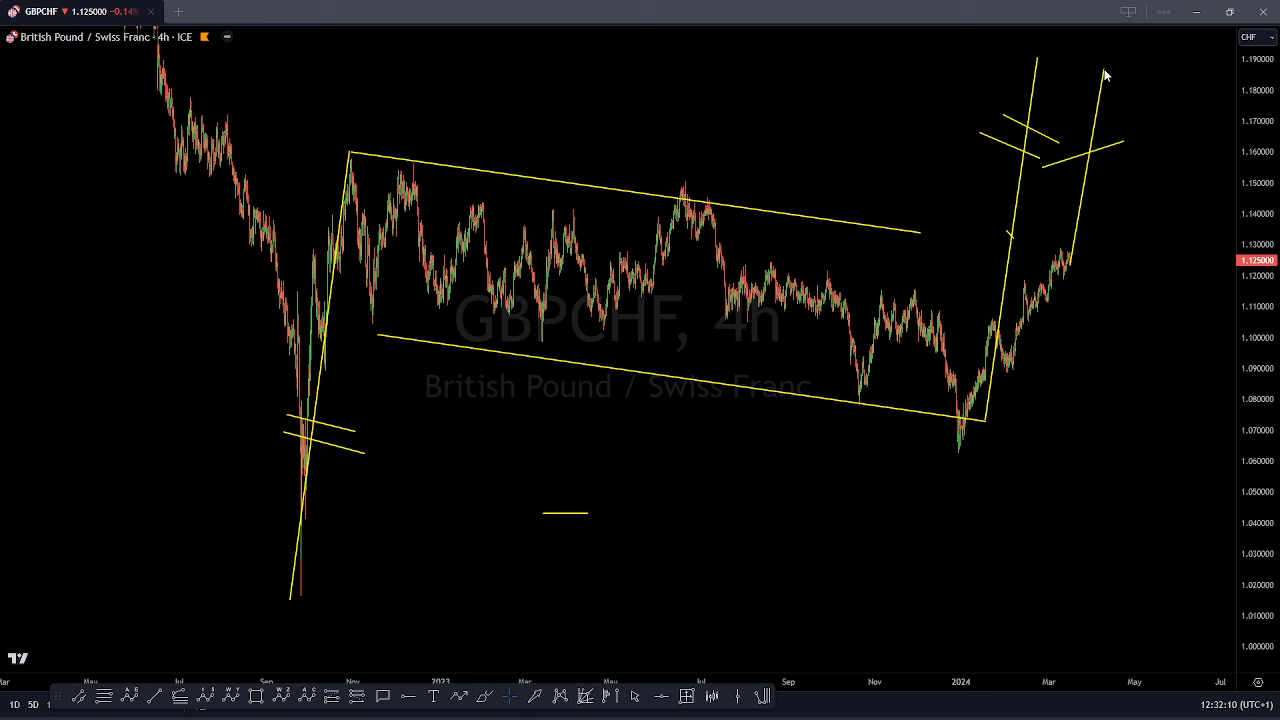 GBPCHF ▼ 1.125000 −0.14%
British Pound / Swiss Franc · 4h · ICE
CHF
1.190000
1.180000
1.170000
1.160000
1.150000
1.140000
1.130000
1.125000
1.120000
1.110000
1.100000
1.090000
1.080000
1.070000
1.060000
1.050000
1.040000
1.030000
1.020000
1.010000
1.000000
GBPCHF, 4h
British Pound / Swiss Franc
Mar May Jul Sep Nov 2023 Mar May Jul Sep Nov 2024 Mar May Jul
1D 5D
12:32:10 (UTC+1)